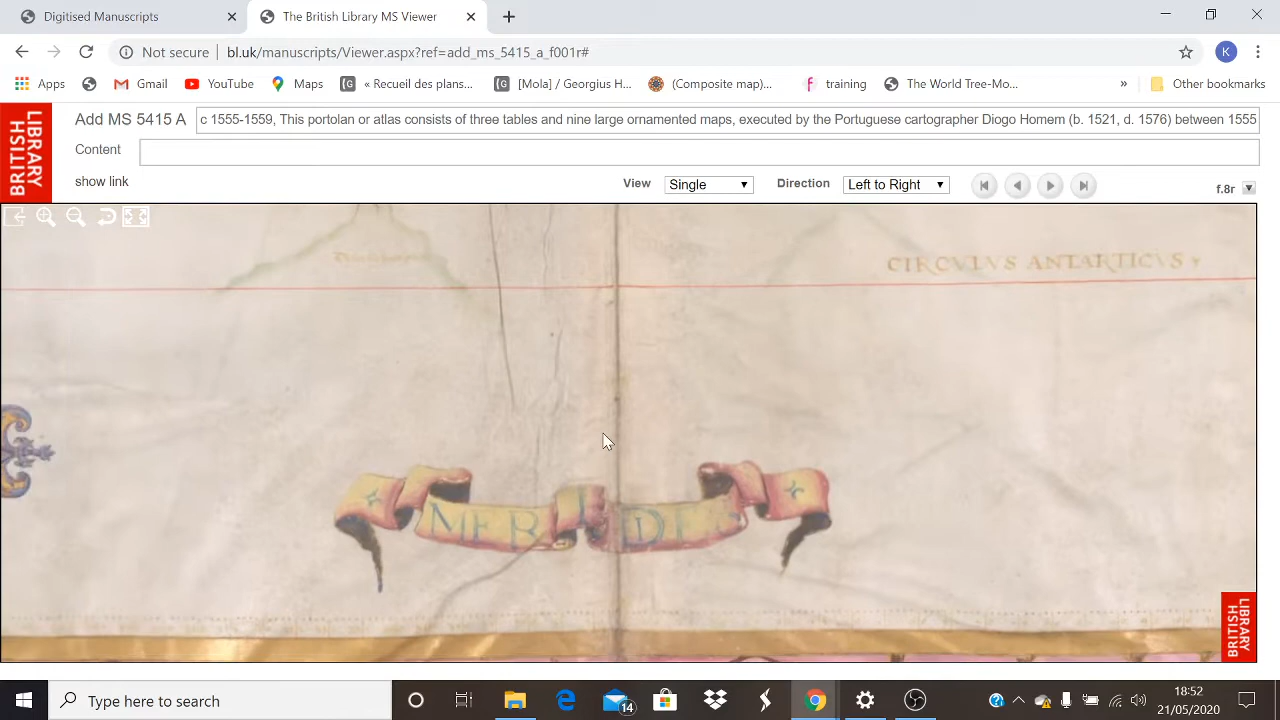 Digitised Manuscripts
The British Library MS Viewer
Not secure
bl.uk/manuscripts/Viewer.aspx?ref=add_ms_5415_a_f001r#
K
Apps
Gmail
YouTube
Maps
« Recueil des plans...
[Mola] / Georgius H...
(Composite map)...
training
The World Tree-Mo...
»
Other bookmarks
BRITISH
LIBRARY
Add MS 5415 A
c 1555-1559, This portolan or atlas consists of three tables and nine large ornamented maps, executed by the Portuguese cartographer Diogo Homem (b. 1521, d. 1576) between 1555
Content
show link
View
Single
Direction
Left to Right
f.8r
CIRCVLVS ANTARTICVS
MERIDIES
BRITISH
LIBRARY
Type here to search
14
18:52
21/05/2020